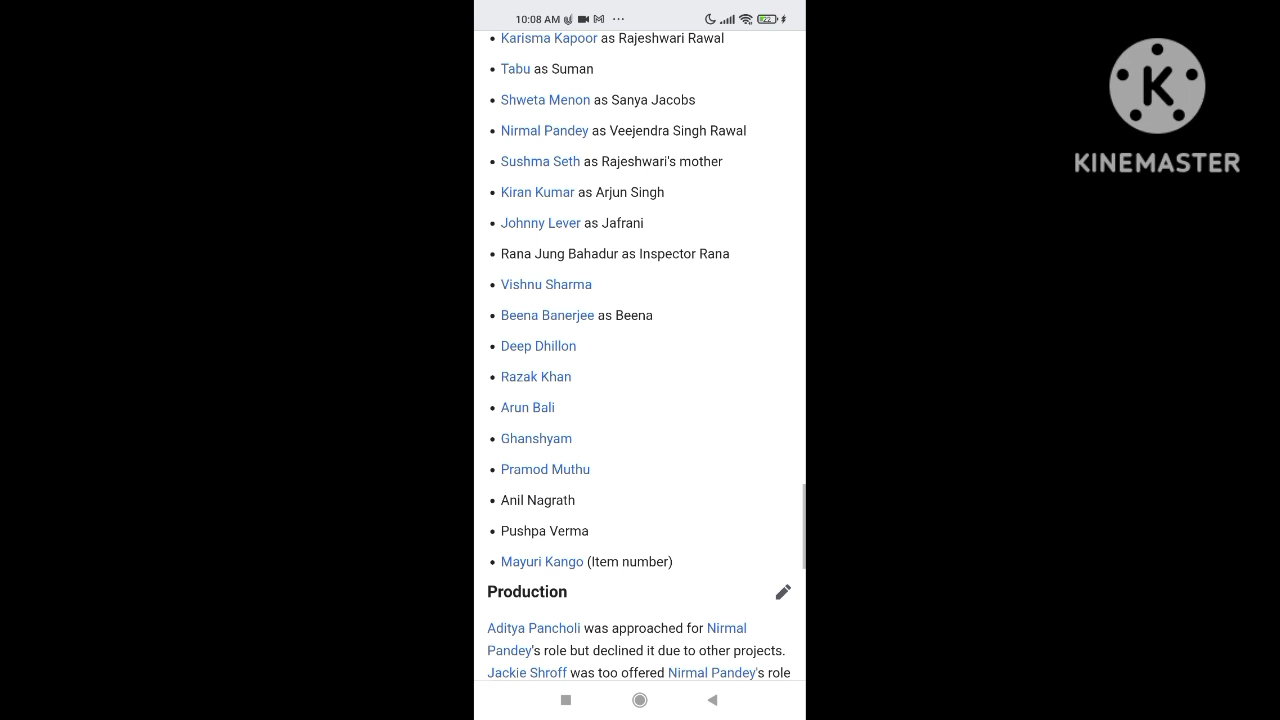 10:08 AM
22
Karisma Kapoor as Rajeshwari Rawal
Tabu as Suman
Shweta Menon as Sanya Jacobs
Nirmal Pandey as Veejendra Singh Rawal
Sushma Seth as Rajeshwari's mother
Kiran Kumar as Arjun Singh
Johnny Lever as Jafrani
Rana Jung Bahadur as Inspector Rana
Vishnu Sharma
Beena Banerjee as Beena
Deep Dhillon
Razak Khan
Arun Bali
Ghanshyam
Pramod Muthu
Anil Nagrath
Pushpa Verma
Mayuri Kango (Item number)
Production
Aditya Pancholi was approached for Nirmal
Pandey's role but declined it due to other projects.
Jackie Shroff was too offered Nirmal Pandey's role
K
KINEMASTER